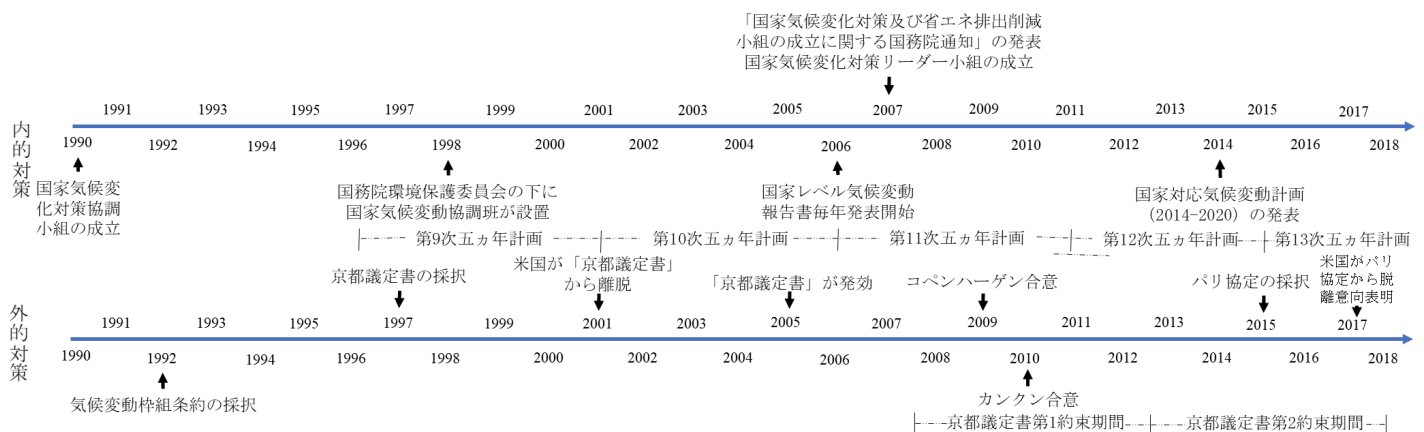 「国家気候変化対策及び省エネ排出削減
小組の成立に関する国務院通知」の発表
国家気候変化対策リーダー小組の成立
1991 1993 1995 1997 1999 2001 2003 2005 2007 2009 2011 2013 2015 2017
内的対策
1990 1992 1994 1996 1998 2000 2002 2004 2006 2008 2010 2012 2014 2016 2018
国家気候変
化対策協調
小組の成立
国務院環境保護委員会の下に
国家気候変動協調班が設置
国家レベル気候変動
報告書毎年発表開始
国家対応気候変動計画
(2014-2020)の発表
第9次五ヵ年計画 第10次五ヵ年計画 第11次五ヵ年計画 第12次五ヵ年計画 第13次五ヵ年計画
京都議定書の採択
米国が「京都議定書」
から離脱
「京都議定書」が発効
コペンハーゲン合意
パリ協定の採択
米国がパリ
協定から脱
離意向表明
1991 1993 1995 1997 1999 2001 2003 2005 2007 2009 2011 2013 2015 2017
外的対策
1990 1992 1994 1996 1998 2000 2002 2004 2006 2008 2010 2012 2014 2016 2018
気候変動枠組条約の採択
カンクン合意
京都議定書第1約束期間 京都議定書第2約束期間